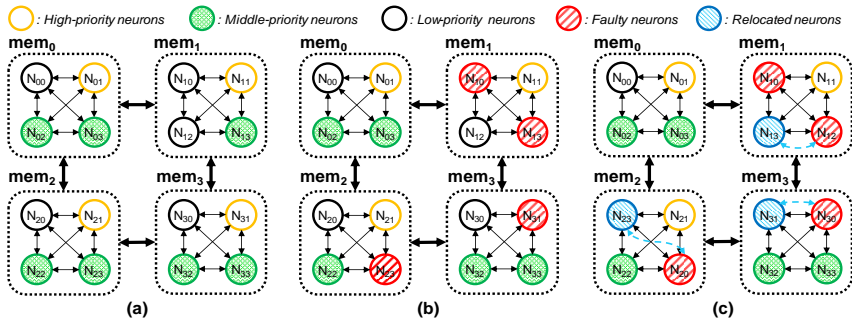 : High-priority neurons : Middle-priority neurons : Low-priority neurons : Faulty neurons : Relocated neurons
mem0 mem1 mem0 mem1 mem0 mem1
N00 N01 N10 N11 N00 N01 N10 N11 N00 N01 N10 N11
N02 N03 N12 N13 N02 N03 N12 N13 N02 N03 N13 N12
mem2 mem3 mem2 mem3 mem2 mem3
N20 N21 N30 N31 N20 N21 N30 N31 N23 N21 N31 N30
N22 N23 N32 N33 N22 N23 N32 N33 N22 N20 N32 N33
(a) (b) (c)